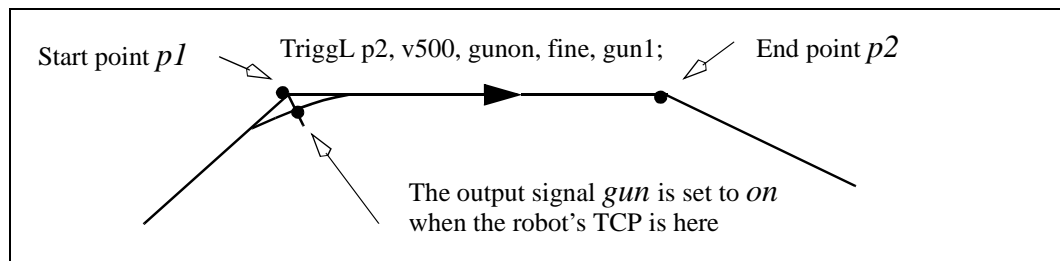 Start point p1
TriggL p2, v500, gunon, fine, gun1;
End point p2
The output signal gun is set to on
when the robot's TCP is here